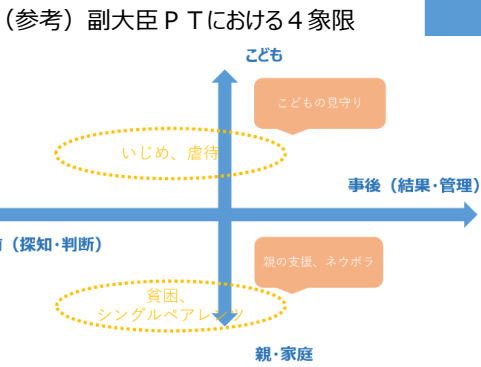 (参考）副大臣ＰＴにおける４象限
こども
こどもの見守り
いじめ、虐待
事後（結果・管理）
（探知・判断）
親の支援、ネウボラ
貧困、
シングルペアレンツ
親・家庭